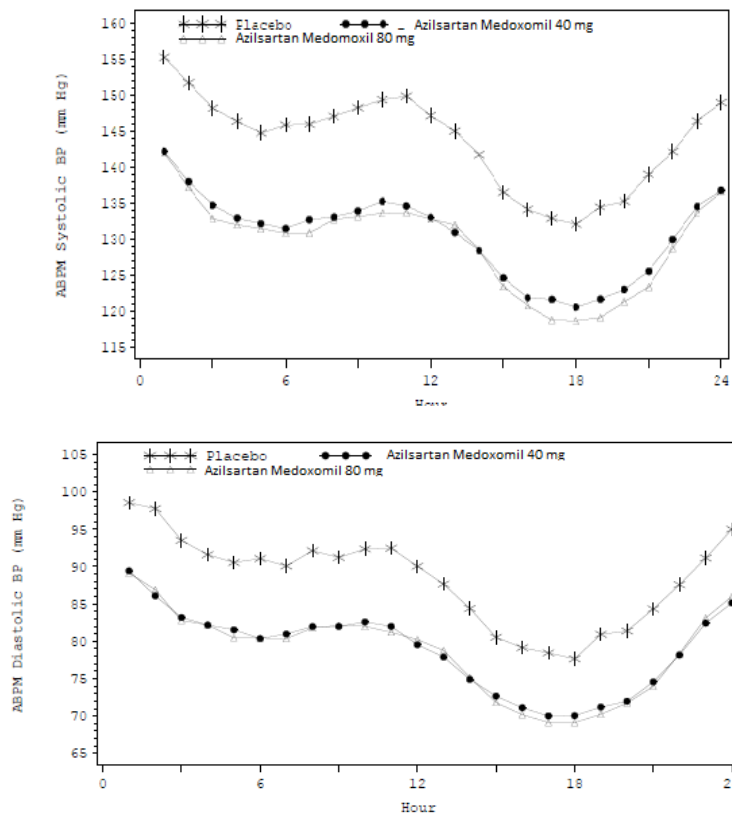 160
Placebo
Azilsartan Medoxomil 40 mg
Azilsartan Medomoxil 80 mg
155
150
145
140
135
130
125
120
115
ABPM Systolic BP (mm Hg)
0 6 12 18 24
Hour
105
Placebo
Azilsartan Medoxomil 40 mg
Azilsartan Medoxomil 80 mg
100
95
90
85
80
75
70
65
ABPM Diastolic BP (mm Hg)
0 3 6 12 18 2
Hour